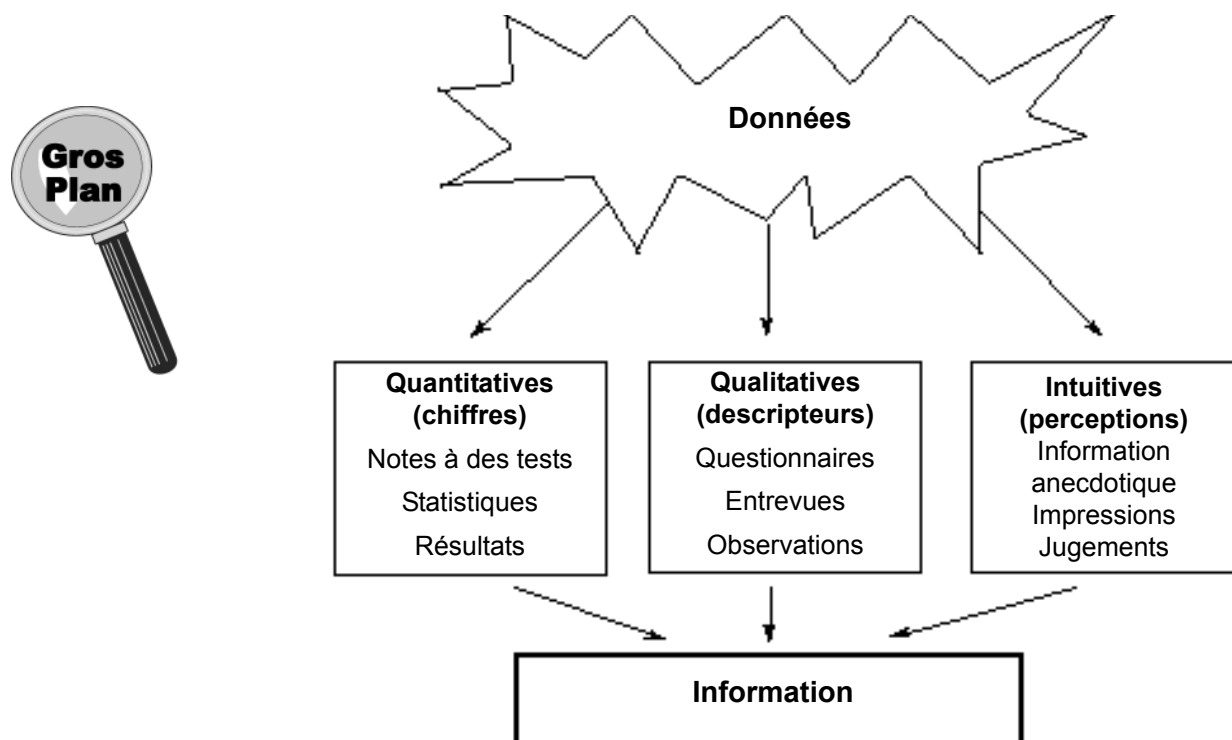 Gros
Plan
Données
Quantitatives
(chiffres)
Notes à des tests
Statistiques
Résultats
Qualitatives
(descripteurs)
Questionnaires
Entrevues
Observations
Intuitives
(perceptions)
Information
anecdotique
Impressions
Jugements
Information